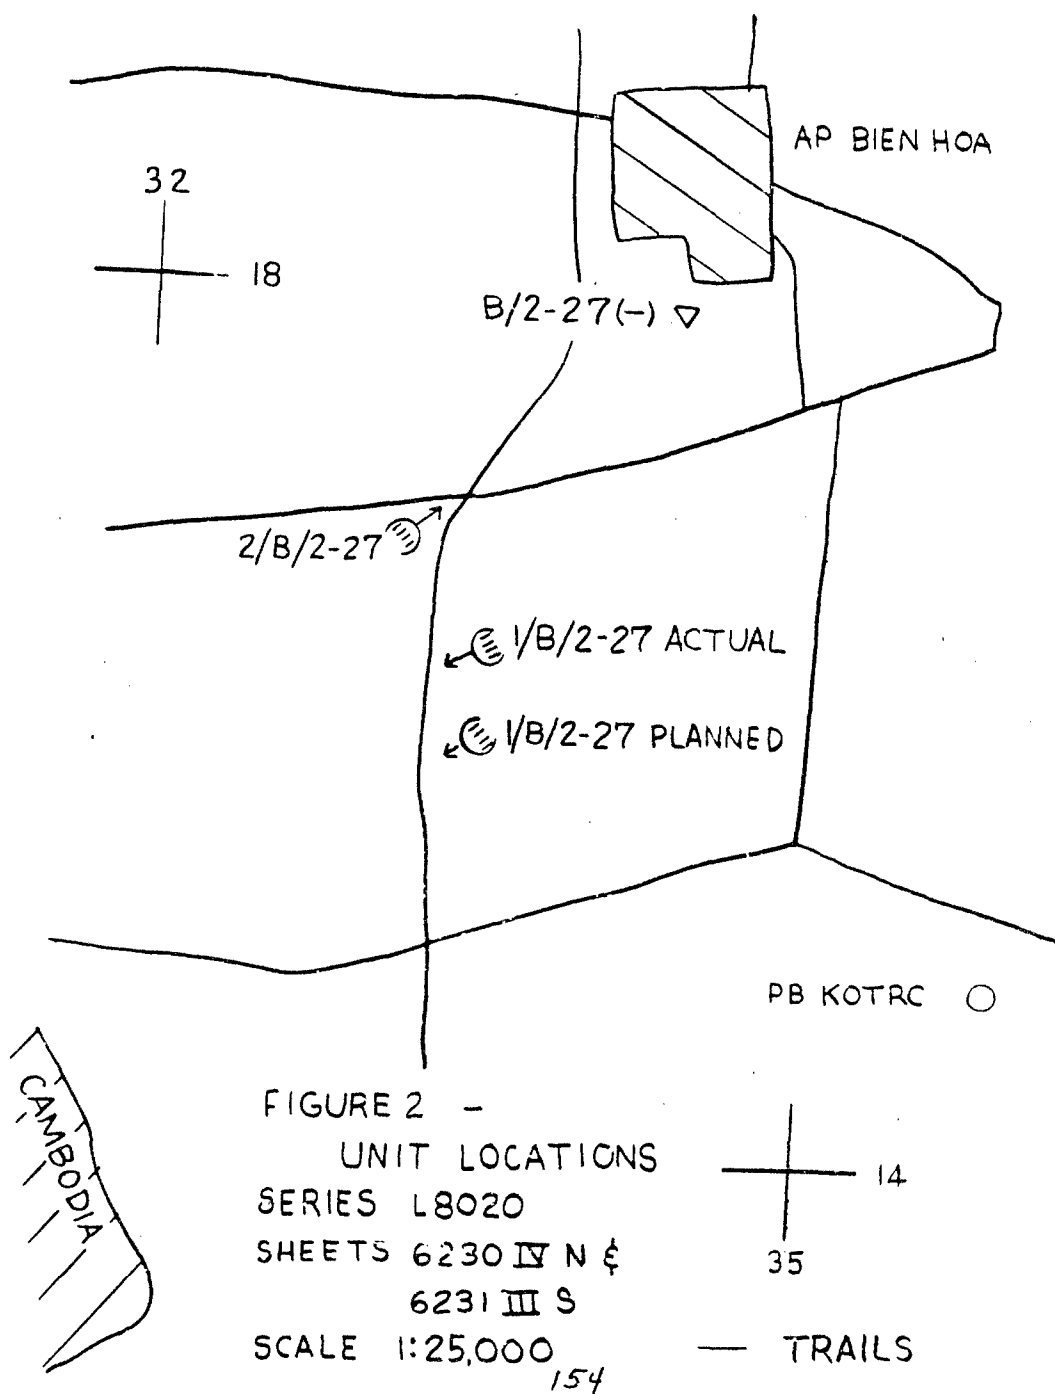 AP BIEN HOA
32
18
B/2-27(-)
2/B/2-27
1/B/2-27 ACTUAL
1/B/2-27 PLANNED
PB KOTRC
CAMBODIA
FIGURE 2 -
UNIT LOCATIONS
14
SERIES L8020
SHEETS 6230 IV N &
35
6231 III S
SCALE 1:25,000
— TRAILS
154